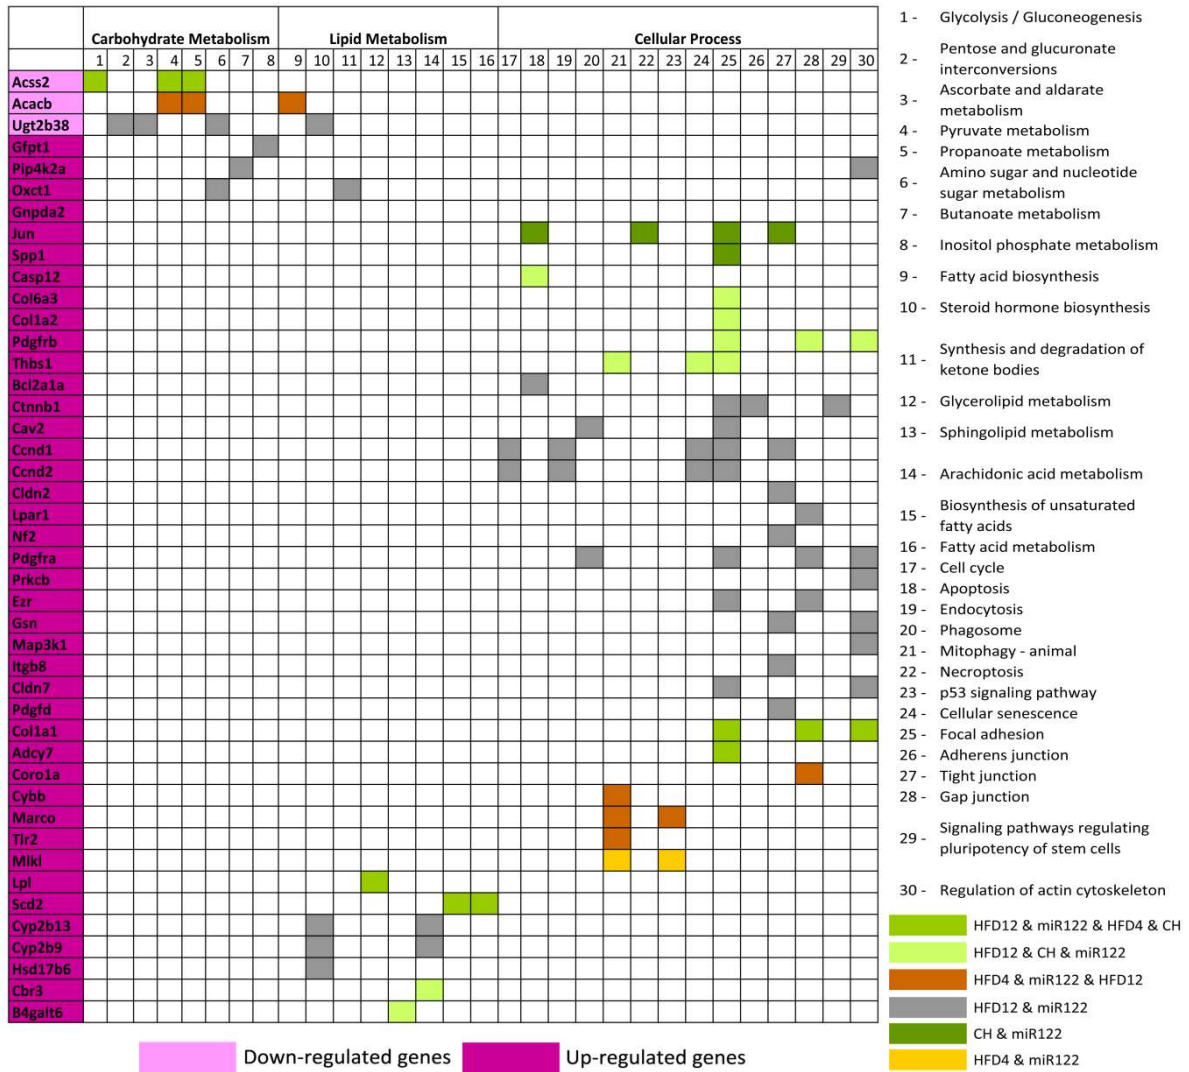 Carbohydrate Metabolism Lipid Metabolism Cellular Process
1 2 3 4 5 6 7 8 9 10 11 12 13 14 15 16 17 18 19 20 21 22 23 24 25 26 27 28 29 30
Acss2
Acacb
Ugt2b38
Gfpt1
Pip4k2a
Oxct1
Gnpda2
Jun
Spp1
Casp12
Col6a3
Col1a2
Pdgfrb
Thbs1
Bcl2a1a
Ctnnb1
Cav2
Ccnd1
Ccnd2
Cldn2
Lpar1
Nf2
Pdgfra
Prkcb
Ezr
Gsn
Map3k1
Itgb8
Cldn7
Pdgfd
Col1a1
Adcy7
Coro1a
Cybb
Marco
Tlr2
Mlkl
Lpl
Scd2
Cyp2b13
Cyp2b9
Hsd17b6
Cbr3
B4galt6
Down-regulated genes Up-regulated genes
1 - Glycolysis / Gluconeogenesis
2 - Pentose and glucuronate
interconversions
3 - Ascorbate and aldarate
metabolism
4 - Pyruvate metabolism
5 - Propanoate metabolism
6 - Amino sugar and nucleotide
sugar metabolism
7 - Butanoate metabolism
8 - Inositol phosphate metabolism
9 - Fatty acid biosynthesis
10 - Steroid hormone biosynthesis
11 - Synthesis and degradation of
ketone bodies
12 - Glycerolipid metabolism
13 - Sphingolipid metabolism
14 - Arachidonic acid metabolism
15 - Biosynthesis of unsaturated
fatty acids
16 - Fatty acid metabolism
17 - Cell cycle
18 - Apoptosis
19 - Endocytosis
20 - Phagosome
21 - Mitophagy - animal
22 - Necroptosis
23 - p53 signaling pathway
24 - Cellular senescence
25 - Focal adhesion
26 - Adherens junction
27 - Tight junction
28 - Gap junction
29 - Signaling pathways regulating
pluripotency of stem cells
30 - Regulation of actin cytoskeleton
HFD12 & miR122 & HFD4 & CH
HFD12 & CH & miR122
HFD4 & miR122 & HFD12
HFD12 & miR122
CH & miR122
HFD4 & miR122